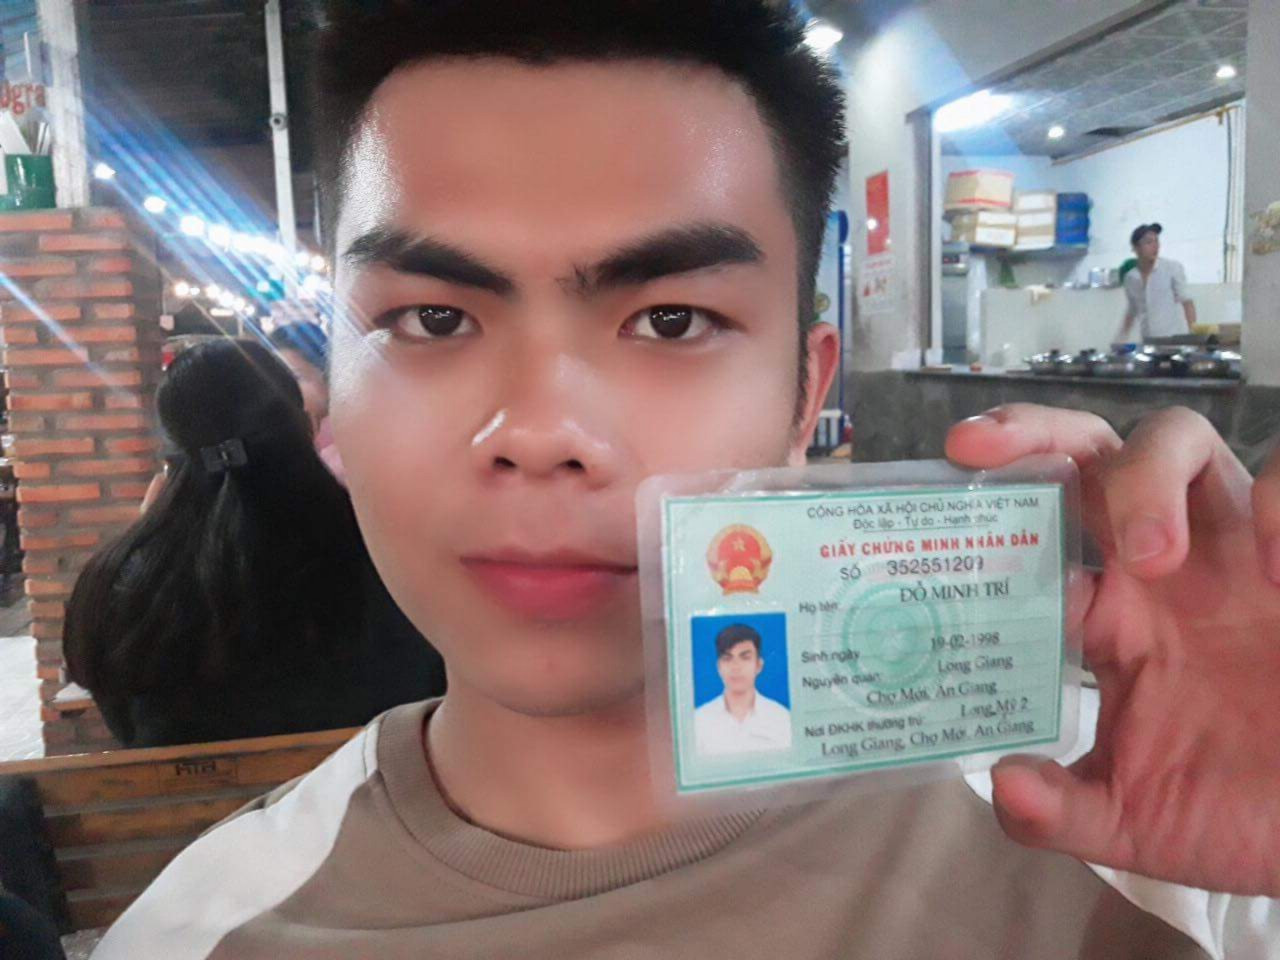 CỘNG HÒA XÃ HỘI CHỦ NGHĨA VIỆT NAM
Độc lập - Tự do - Hạnh phúc
GIẤY CHỨNG MINH NHÂN DÂN
SỐ 352551209
Họ tên: ĐỖ MINH TRÍ
Sinh ngày 19-02-1998
Nguyên quán: Long Giang
Chợ Mới, An Giang
Nơi ĐKHK thường trú: Long Mỹ 2
Long Giang, Chợ Mới, An Giang